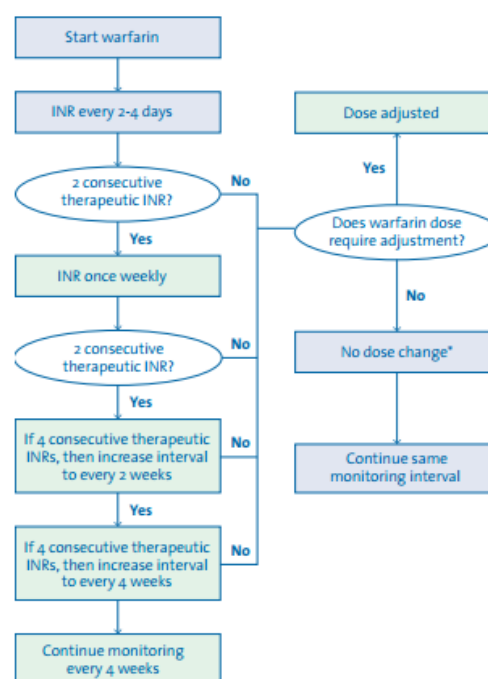 Start warfarin
INR every 2-4 days
2 consecutive
therapeutic INR?
No
Yes
INR once weekly
2 consecutive
therapeutic INR?
No
Yes
If 4 consecutive therapeutic
INRs, then increase interval
to every 2 weeks
No
Yes
If 4 consecutive therapeutic
INRs, then increase interval
to every 4 weeks
No
Continue monitoring
every 4 weeks
Dose adjusted
Yes
Does warfarin dose
require adjustment?
No
No dose change*
Continue same
monitoring interval